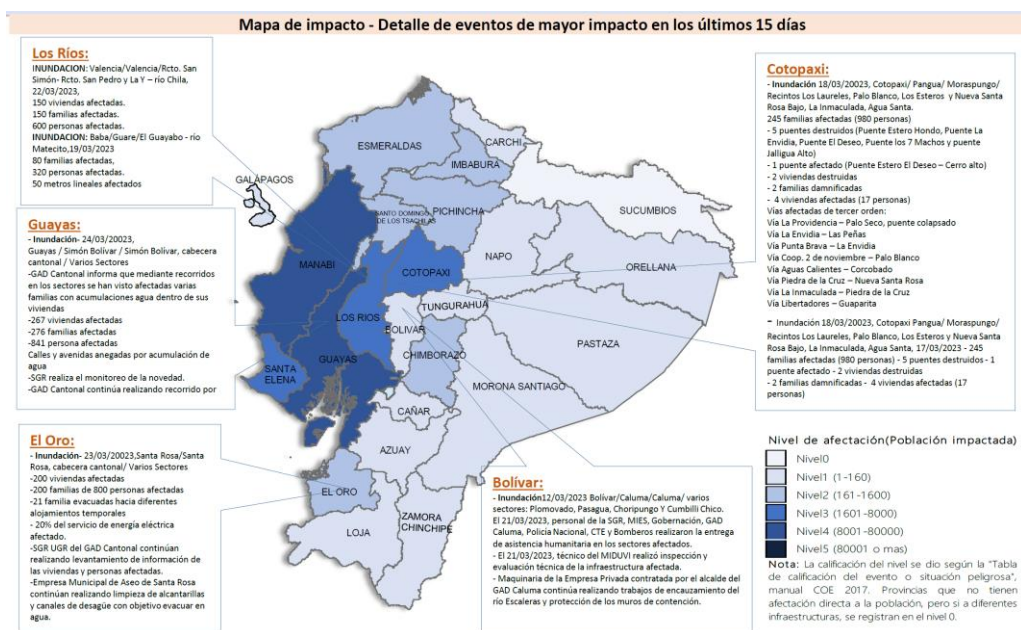 Mapa de impacto - Detalle de eventos de mayor impacto en los últimos 15 días
Los Ríos:
INUNDACION: Valencia/Valencia/Rcto. San
Simón- Rcto. San Pedro y La Y – río Chila,
22/03/2023,
150 viviendas afectadas.
150 familias afectadas.
600 personas afectadas.
INUNDACION: Baba/Guare/El Guayabo - río
Matecito,19/03/2023
80 familias afectadas,
320 personas afectadas.
50 metros lineales afectados
Guayas:
- Inundación- 24/03/20023,
Guayas / Simón Bolívar / Simón Bolívar, cabecera
cantonal / Varios Sectores
-GAD Cantonal informa que mediante recorridos
en los sectores se han visto afectadas varias
familias con acumulaciones agua dentro de sus
viviendas
-267 viviendas afectadas
-276 familias afectadas
-841 persona afectadas
Calles y avenidas anegadas por acumulación de
agua
-SGR realiza el monitoreo de la novedad.
-GAD Cantonal continúa realizando recorrido por
El Oro:
- Inundación- 23/03/20023,Santa Rosa/Santa
Rosa, cabecera cantonal/ Varios Sectores
-200 viviendas afectadas
-200 familias de 800 personas afectadas
-21 familia evacuadas hacia diferentes
alojamientos temporales
- 20% del servicio de energía eléctrica
afectado.
-SGR UGR del GAD Cantonal continúan
realizando levantamiento de información de
las viviendas y personas afectadas.
-Empresa Municipal de Aseo de Santa Rosa
continúan realizando limpieza de alcantarillas
y canales de desagüe con objetivo evacuar en
agua.
GALÁPAGOS
ESMERALDAS
CARCHI
IMBABURA
SANTO DOMINGO
DE LOS TSACHILAS
PICHINCHA
SUCUMBIOS
MANABI
COTOPAXI
NAPO
ORELLANA
LOS RIOS
TUNGURAHUA
BOLIVAR
PASTAZA
SANTA
ELENA
GUAYAS
CHIMBORAZO
MORONA SANTIAGO
CAÑAR
AZUAY
EL ORO
LOJA
ZAMORA
CHINCHIPE
Bolívar:
- Inundación12/03/2023 Bolívar/Caluma/Caluma/ varios
sectores: Plomovado, Pasagua, Choripungo Y Cumbilli Chico.
El 21/03/2023, personal de la SGR, MIES, Gobernación, GAD
Caluma, Policía Nacional, CTE y Bomberos realizaron la entrega
de asistencia humanitaria en los sectores afectados.
- El 21/03/2023, técnico del MIDUVI realizó inspección y
evaluación técnica de la infraestructura afectada.
- Maquinaria de la Empresa Privada contratada por el alcalde del
GAD Caluma continúa realizando trabajos de encauzamiento del
río Escaleras y protección de los muros de contención.
Cotopaxi:
- Inundación 18/03/20023, Cotopaxi/ Pangua/ Moraspungo/
Recintos Los Laureles, Palo Blanco, Los Esteros y Nueva Santa
Rosa Bajo, La Inmaculada, Agua Santa.
245 familias afectadas (980 personas)
- 5 puentes destruidos (Puente Estero Hondo, Puente La
Envidia, Puente El Deseo, Puente los 7 Machos y puente
Jalligua Alto)
- 1 puente afectado (Puente Estero El Deseo – Cerro alto)
- 2 viviendas destruidas
- 2 familias damnificadas
- 4 viviendas afectadas (17 personas)
Vías afectadas de tercer orden:
Vía La Providencia – Palo Seco, puente colapsado
Vía La Envidia – Las Peñas
Vía Punta Brava – La Envidia
Vía Coop. 2 de noviembre – Palo Blanco
Vía Aguas Calientes – Corcobado
Vía Piedra de la Cruz – Nueva Santa Rosa
Vía La Inmaculada – Piedra de la Cruz
Vía Libertadores – Guaparita
- Inundación 18/03/20023, Cotopaxi Pangua/ Moraspungo/
Recintos Los Laureles, Palo Blanco, Los Esteros y Nueva Santa
Rosa Bajo, La Inmaculada, Agua Santa, 17/03/2023 - 245
familias afectadas (980 personas) - 5 puentes destruidos - 1
puente afectado - 2 viviendas destruidas
- 2 familias damnificadas - 4 viviendas afectadas (17
personas)
Nivel de afectación(Población impactada)
Nivel0
Nivel1 (1-160)
Nivel2 (161-1600)
Nivel3 (1601-8000)
Nivel4 (8001-80000)
Nivel5 (80001 o mas)
Nota: La calificación del nivel se dio según la "Tabla
de calificación del evento o situación peligrosa",
manual COE 2017. Provincias que no tienen
afectación directa a la población, pero si a diferentes
infraestructuras, se registran en el nivel 0.